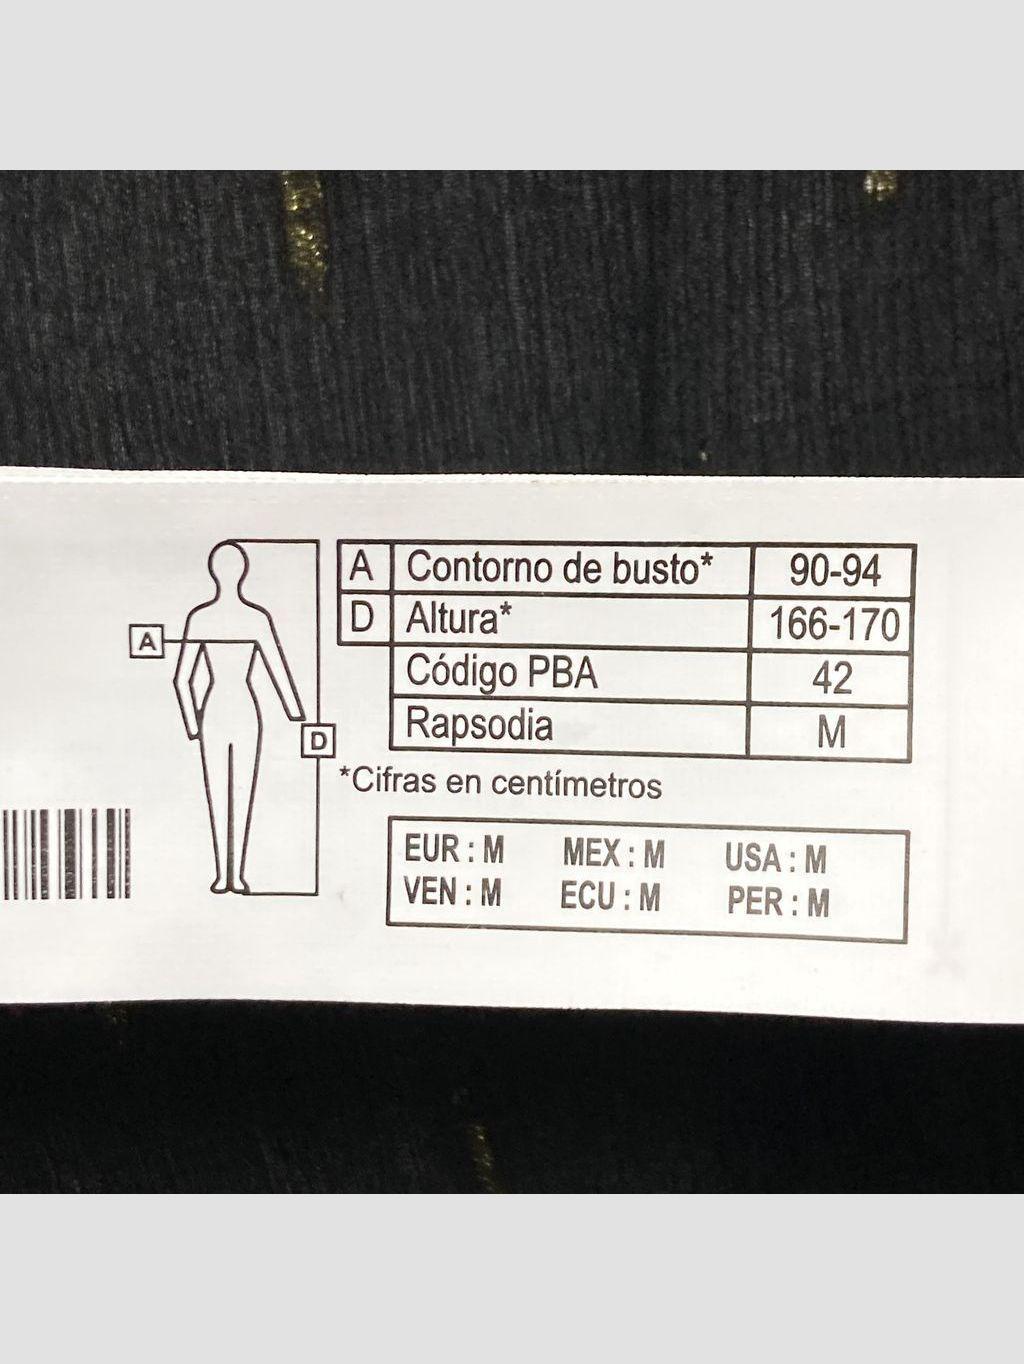 A Contorno de busto* 90-94
D Altura* 166-170
Código PBA 42
Rapsodia M
*Cifras en centímetros
A
D
EUR : M MEX : M USA : M
VEN : M ECU : M PER : M